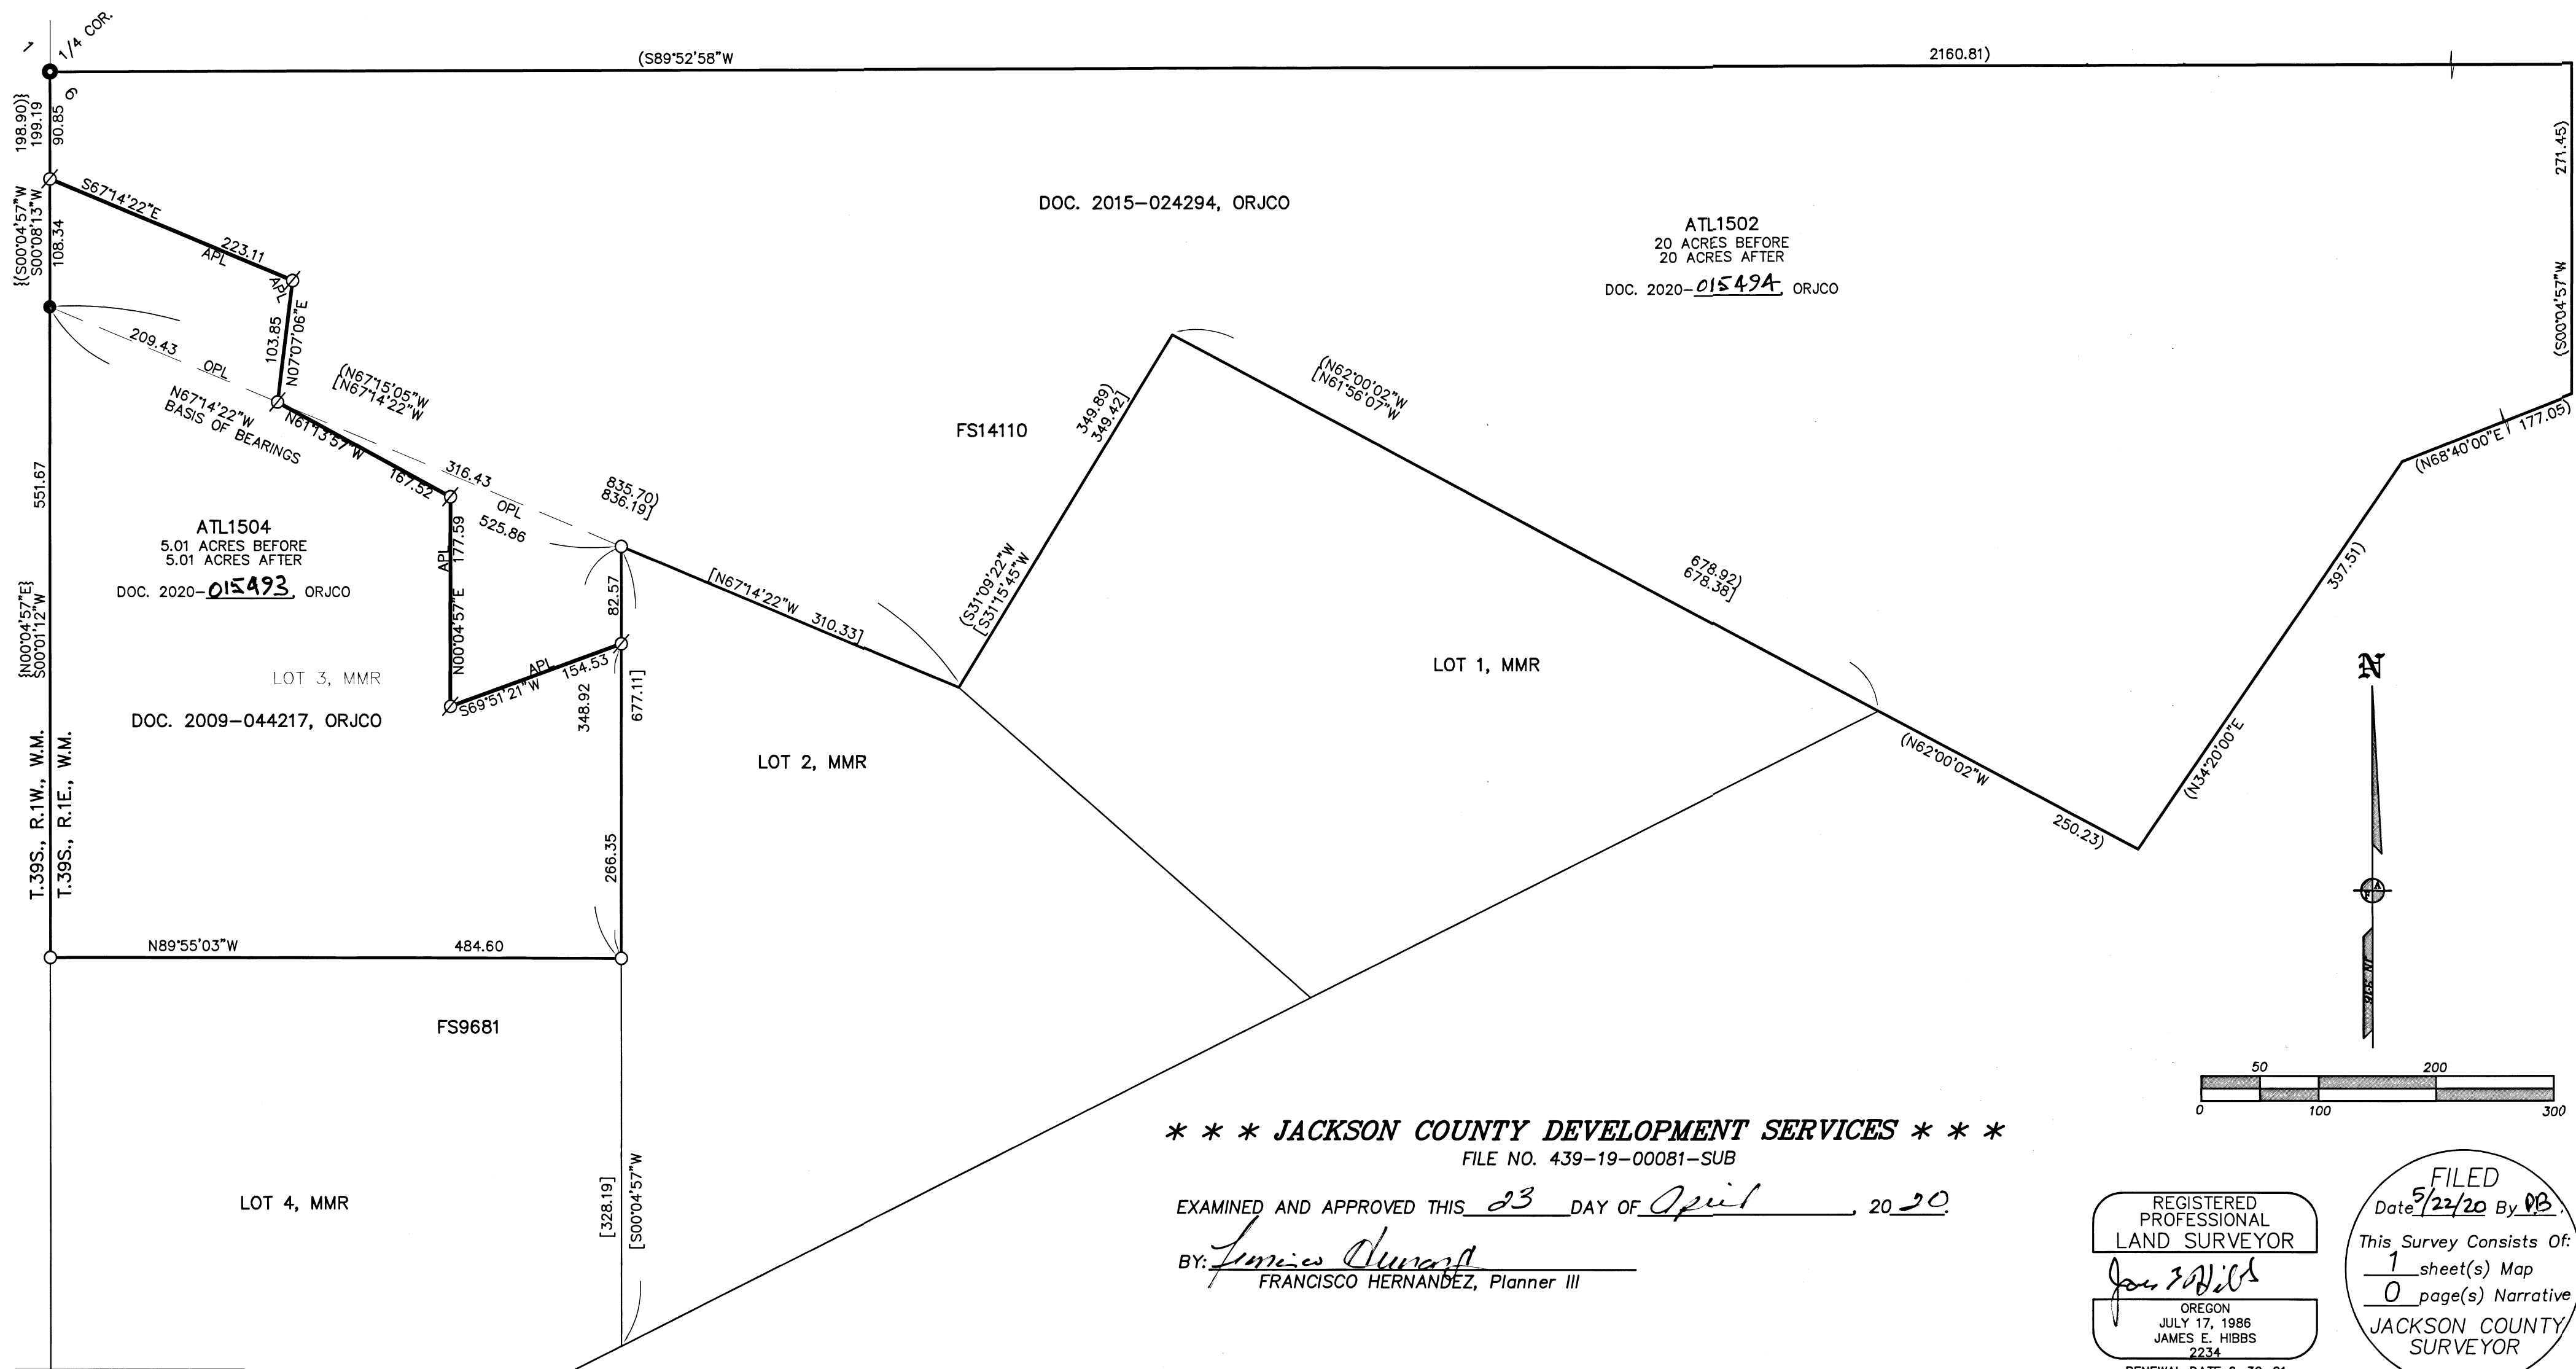 1/4 COR.
1
6
(S89°52'58"W
2160.81)
198.90)}
199.19
90.85
{(S00°04'57"W
S00°08'13"W
108.34
S67°14'22"E
223.11
APL
APL
103.85
N07°07'06"E
209.43
OPL
N67°14'22"W
BASIS OF BEARINGS
(N67°15'05"W
[N67°14'22"W
N61°13'57"W
167.52
316.43
OPL
525.86
835.70)
836.19]
DOC. 2015-024294, ORJCO
ATL1502
20 ACRES BEFORE
20 ACRES AFTER
DOC. 2020-015494, ORJCO
271.45)
(S00°04'57"W
(N68°40'00"E
177.05)
397.51)
(N34°20'00"E
FS14110
349.89)
349.42]
(S31°09'22"W
[S31°15'45"W
(N62°00'02"W
[N61°56'07"W
678.92)
678.38]
(N62°00'02"W
250.23)
551.67
{[N00°04'57"E]
S00°01'12"W
ATL1504
5.01 ACRES BEFORE
5.01 ACRES AFTER
DOC. 2020-015493, ORJCO
APL
177.59
N00°04'57"E
82.57
[N67°14'22"W
310.33]
LOT 3, MMR
DOC. 2009-044217, ORJCO
S69°51'21"W
APL
154.53
348.92
677.11]
LOT 1, MMR
LOT 2, MMR
T.39S., R.1W., W.M.
T.39S., R.1E., W.M.
266.35
N89°55'03"W
484.60
FS9681
LOT 4, MMR
[328.19]
[S00°04'57"W
N
50
200
0
100
300
* * * JACKSON COUNTY DEVELOPMENT SERVICES * * *
FILE NO. 439-19-00081-SUB
EXAMINED AND APPROVED THIS 23 DAY OF April, 2020.
BY:
FRANCISCO HERNANDEZ, Planner III
REGISTERED
PROFESSIONAL
LAND SURVEYOR
OREGON
JULY 17, 1986
JAMES E. HIBBS
2234
FILED
Date 5/22/20 By P.B.
This Survey Consists Of:
1 sheet(s) Map
0 page(s) Narrative
JACKSON COUNTY
SURVEYOR